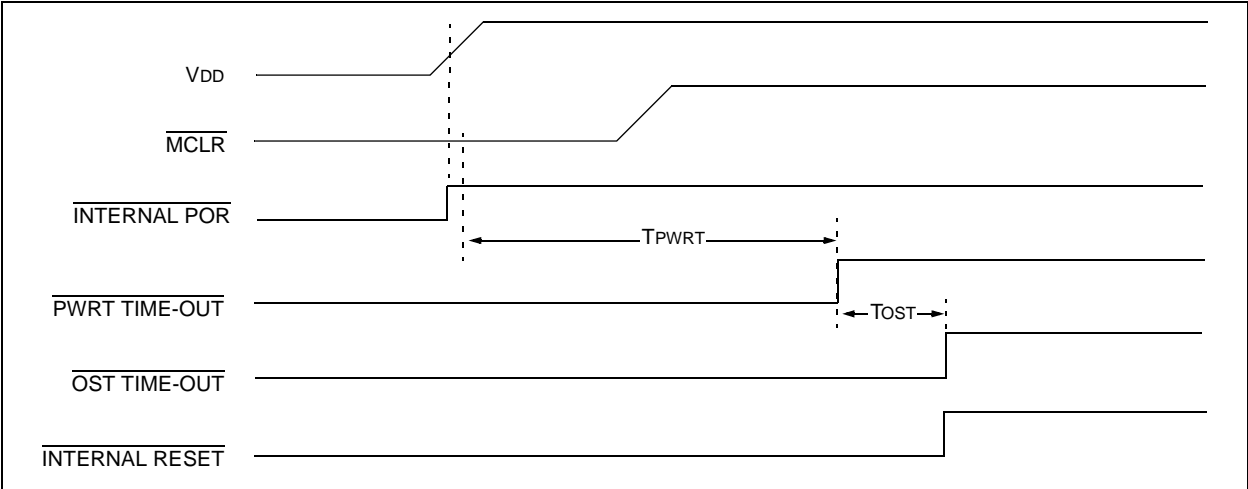 VDD
MCLR
INTERNAL POR
TPWRT
PWRT TIME-OUT
TOST
OST TIME-OUT
INTERNAL RESET